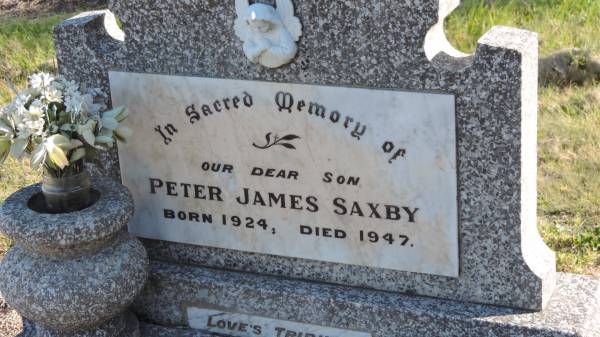 In Sacred Memory of
OUR DEAR SON
PETER JAMES SAXBY
BORN 1924; DIED 1947.
LOVE'S